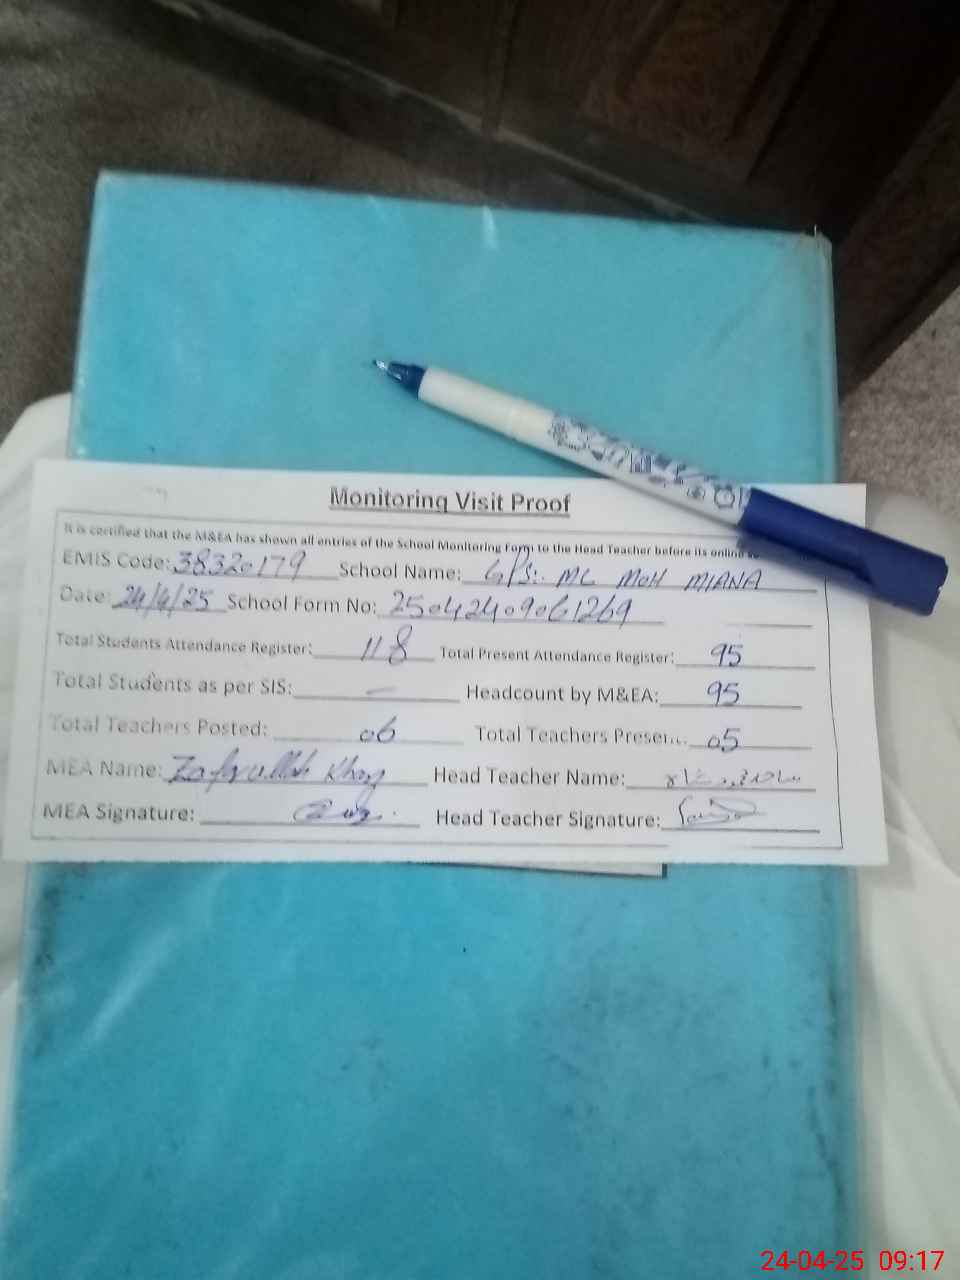 Monitoring Visit Proof
It is certified that the M&EA has shown all entries of the School Monitoring Form to the Head Teacher before its online
EMIS Code: 38320179 School Name: GPS: MC MOH MIANA
Date: 24/4/25 School Form No: 25042409061269
Total Students Attendance Register: 118 Total Present Attendance Register: 95
Total Students as per SIS: — Headcount by M&EA: 95
Total Teachers Posted: 06 Total Teachers Presen... 05
MEA Name: Zafarullah Khan Head Teacher Name:
MEA Signature: Head Teacher Signature:
24-04-25 09:17